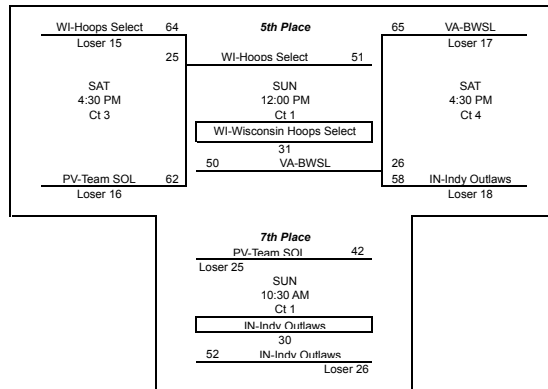 WI-Hoops Select 64 5th Place 65 VA-BWSL
Loser 15 Loser 17
25 WI-Hoops Select 51
SAT SUN SAT
4:30 PM 12:00 PM 4:30 PM
Ct 3 Ct 1 Ct 4
WI-Wisconsin Hoops Select
31
50 VA-BWSL 26
PV-Team SOL 62 58 IN-Indy Outlaws
Loser 16 Loser 18
7th Place
PV-Team SOL 42
Loser 25
SUN
10:30 AM
Ct 1
IN-Indy Outlaws
30
52 IN-Indy Outlaws
Loser 26